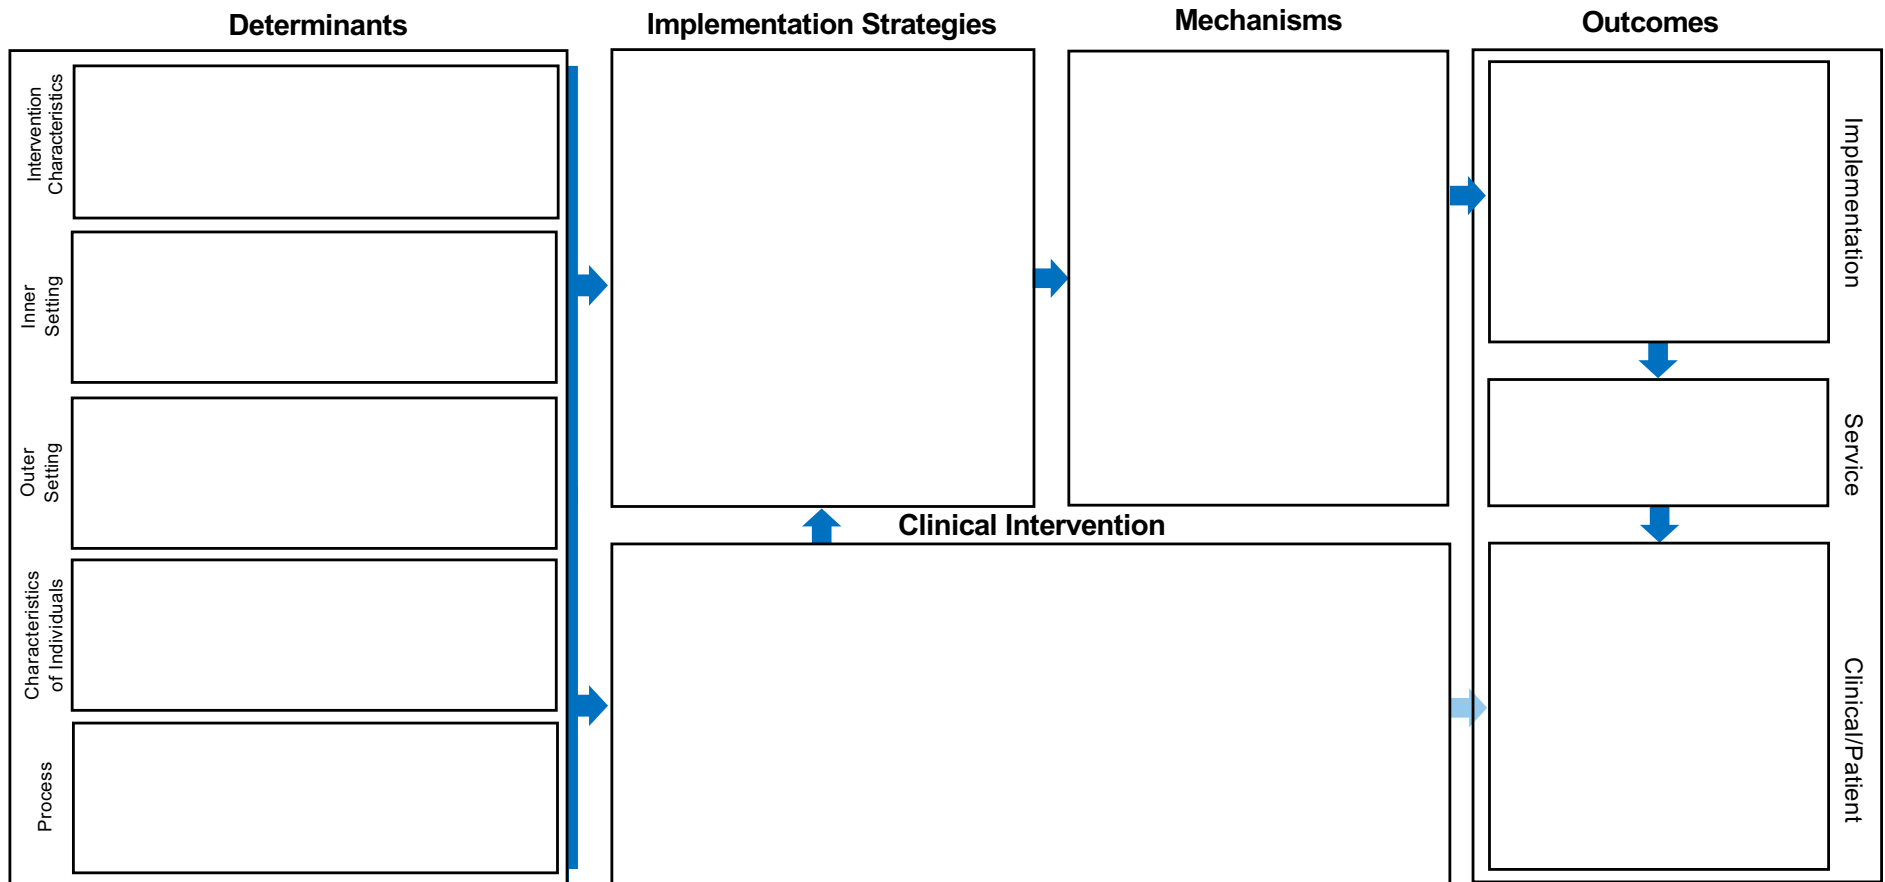 Determinants
Implementation Strategies
Mechanisms
Outcomes
Intervention
Characteristics
Inner
Setting
Outer
Setting
Characteristics
of Individuals
Process
Clinical Intervention
Implementation
Service
Clinical/Patient